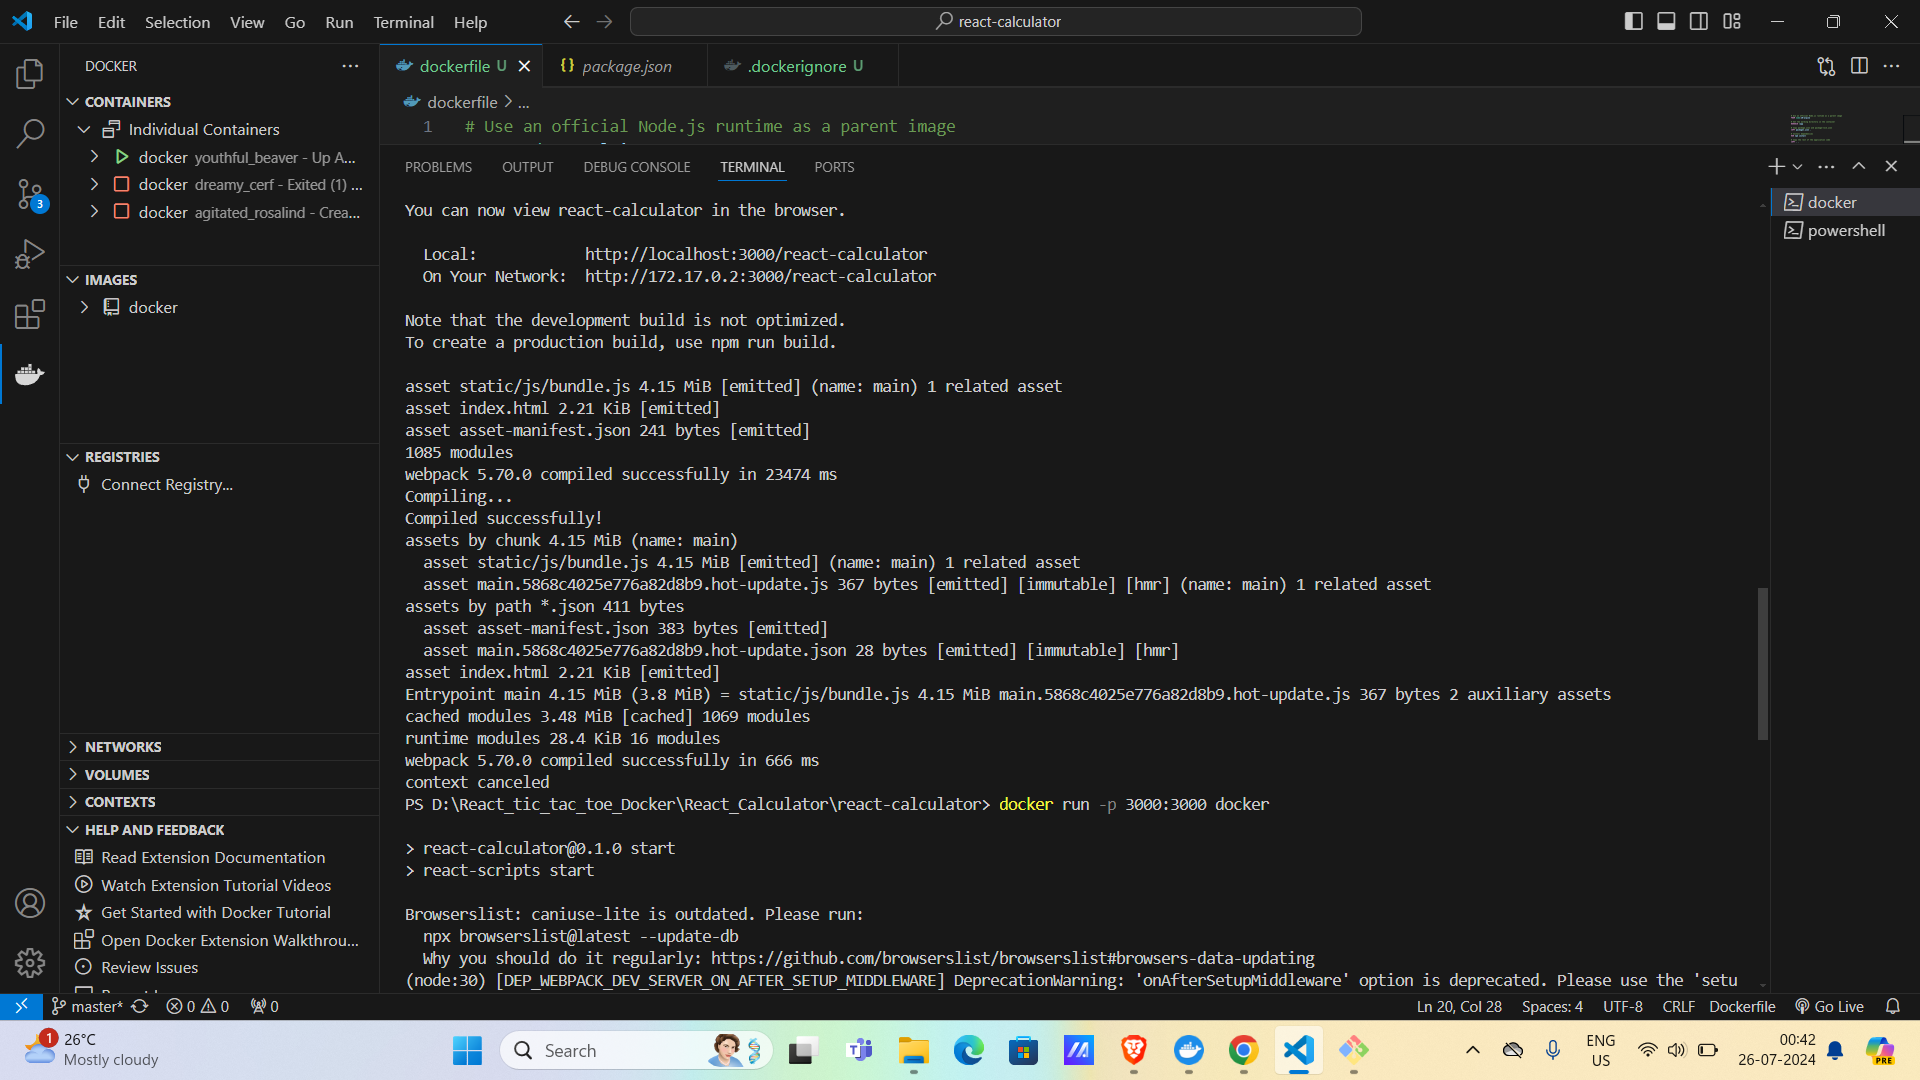 File Edit Selection View Go Run Terminal Help
react-calculator
DOCKER
CONTAINERS
Individual Containers
docker youthful_beaver - Up A...
docker dreamy_cerf - Exited (1) ...
docker agitated_rosalind - Crea...
3
IMAGES
docker
REGISTRIES
Connect Registry...
NETWORKS
VOLUMES
CONTEXTS
HELP AND FEEDBACK
Read Extension Documentation
Watch Extension Tutorial Videos
Get Started with Docker Tutorial
Open Docker Extension Walkthrou...
Review Issues
dockerfile U
{} package.json
.dockerignore U
dockerfile > ...
1 # Use an official Node.js runtime as a parent image
PROBLEMS OUTPUT DEBUG CONSOLE TERMINAL PORTS
docker
powershell
You can now view react-calculator in the browser.
Local: http://localhost:3000/react-calculator
On Your Network: http://172.17.0.2:3000/react-calculator
Note that the development build is not optimized.
To create a production build, use npm run build.
asset static/js/bundle.js 4.15 MiB [emitted] (name: main) 1 related asset
asset index.html 2.21 KiB [emitted]
asset asset-manifest.json 241 bytes [emitted]
1085 modules
webpack 5.70.0 compiled successfully in 23474 ms
Compiling...
Compiled successfully!
assets by chunk 4.15 MiB (name: main)
asset static/js/bundle.js 4.15 MiB [emitted] (name: main) 1 related asset
asset main.5868c4025e776a82d8b9.hot-update.js 367 bytes [emitted] [immutable] [hmr] (name: main) 1 related asset
assets by path *.json 411 bytes
asset asset-manifest.json 383 bytes [emitted]
asset main.5868c4025e776a82d8b9.hot-update.json 28 bytes [emitted] [immutable] [hmr]
asset index.html 2.21 KiB [emitted]
Entrypoint main 4.15 MiB (3.8 MiB) = static/js/bundle.js 4.15 MiB main.5868c4025e776a82d8b9.hot-update.js 367 bytes 2 auxiliary assets
cached modules 3.48 MiB [cached] 1069 modules
runtime modules 28.4 KiB 16 modules
webpack 5.70.0 compiled successfully in 666 ms
context canceled
PS D:\React_tic_tac_toe_Docker\React_Calculator\react-calculator> docker run -p 3000:3000 docker
> react-calculator@0.1.0 start
> react-scripts start
Browserslist: caniuse-lite is outdated. Please run:
npx browserslist@latest --update-db
Why you should do it regularly: https://github.com/browserslist/browserslist#browsers-data-updating
(node:30) [DEP_WEBPACK_DEV_SERVER_ON_AFTER_SETUP_MIDDLEWARE] DeprecationWarning: 'onAfterSetupMiddleware' option is deprecated. Please use the 'setu
master* 0 0 0
Ln 20, Col 28 Spaces: 4 UTF-8 CRLF Dockerfile Go Live
1
26°C
Mostly cloudy
Search
ENG
US
00:42
26-07-2024
PRE